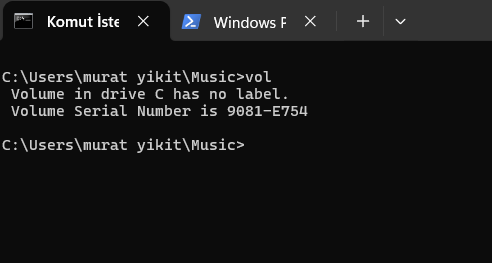 Komut İste
Windows P
C:\Users\murat yikit\Music>vol
 Volume in drive C has no label.
 Volume Serial Number is 9081-E754
C:\Users\murat yikit\Music>